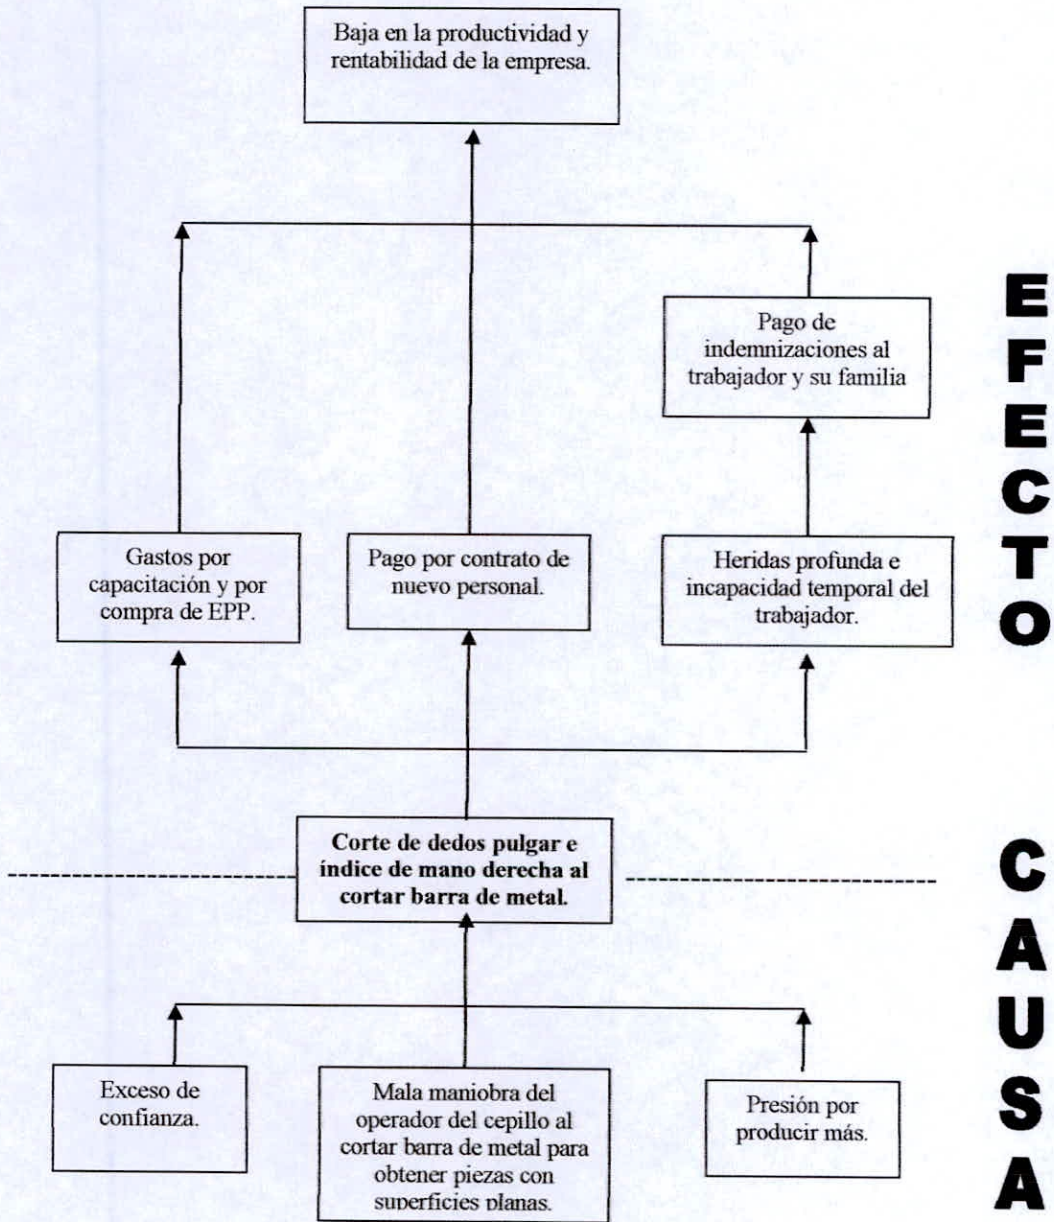 Baja en la productividad y
rentabilidad de la empresa.
Pago de
indemnizaciones al
trabajador y su familia
Gastos por
capacitación y por
compra de EPP.
Pago por contrato de
nuevo personal.
Heridas profunda e
incapacidad temporal del
trabajador.
E
F
E
C
T
O
Corte de dedos pulgar e
índice de mano derecha al
cortar barra de metal.
Exceso de
confianza.
Mala maniobra del
operador del cepillo al
cortar barra de metal para
obtener piezas con
superficies planas.
Presión por
producir más.
C
A
U
S
A